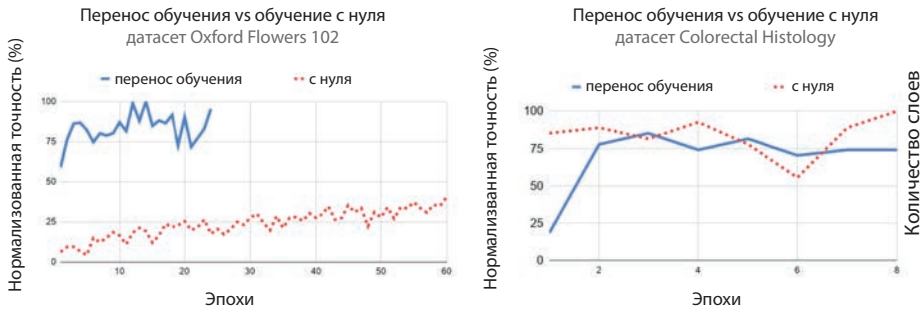 Перенос обучения vs обучение с нуля
датасет Oxford Flowers 102
Нормализованная точность (%)
перенос обучения
с нуля
100
75
50
25
0
10
20
30
40
50
60
Эпохи
Перенос обучения vs обучение с нуля
датасет Colorectal Histology
Нормализванная точность (%)
перенос обучения
с нуля
100
75
50
25
0
2
4
6
8
Эпохи
Количество слоев